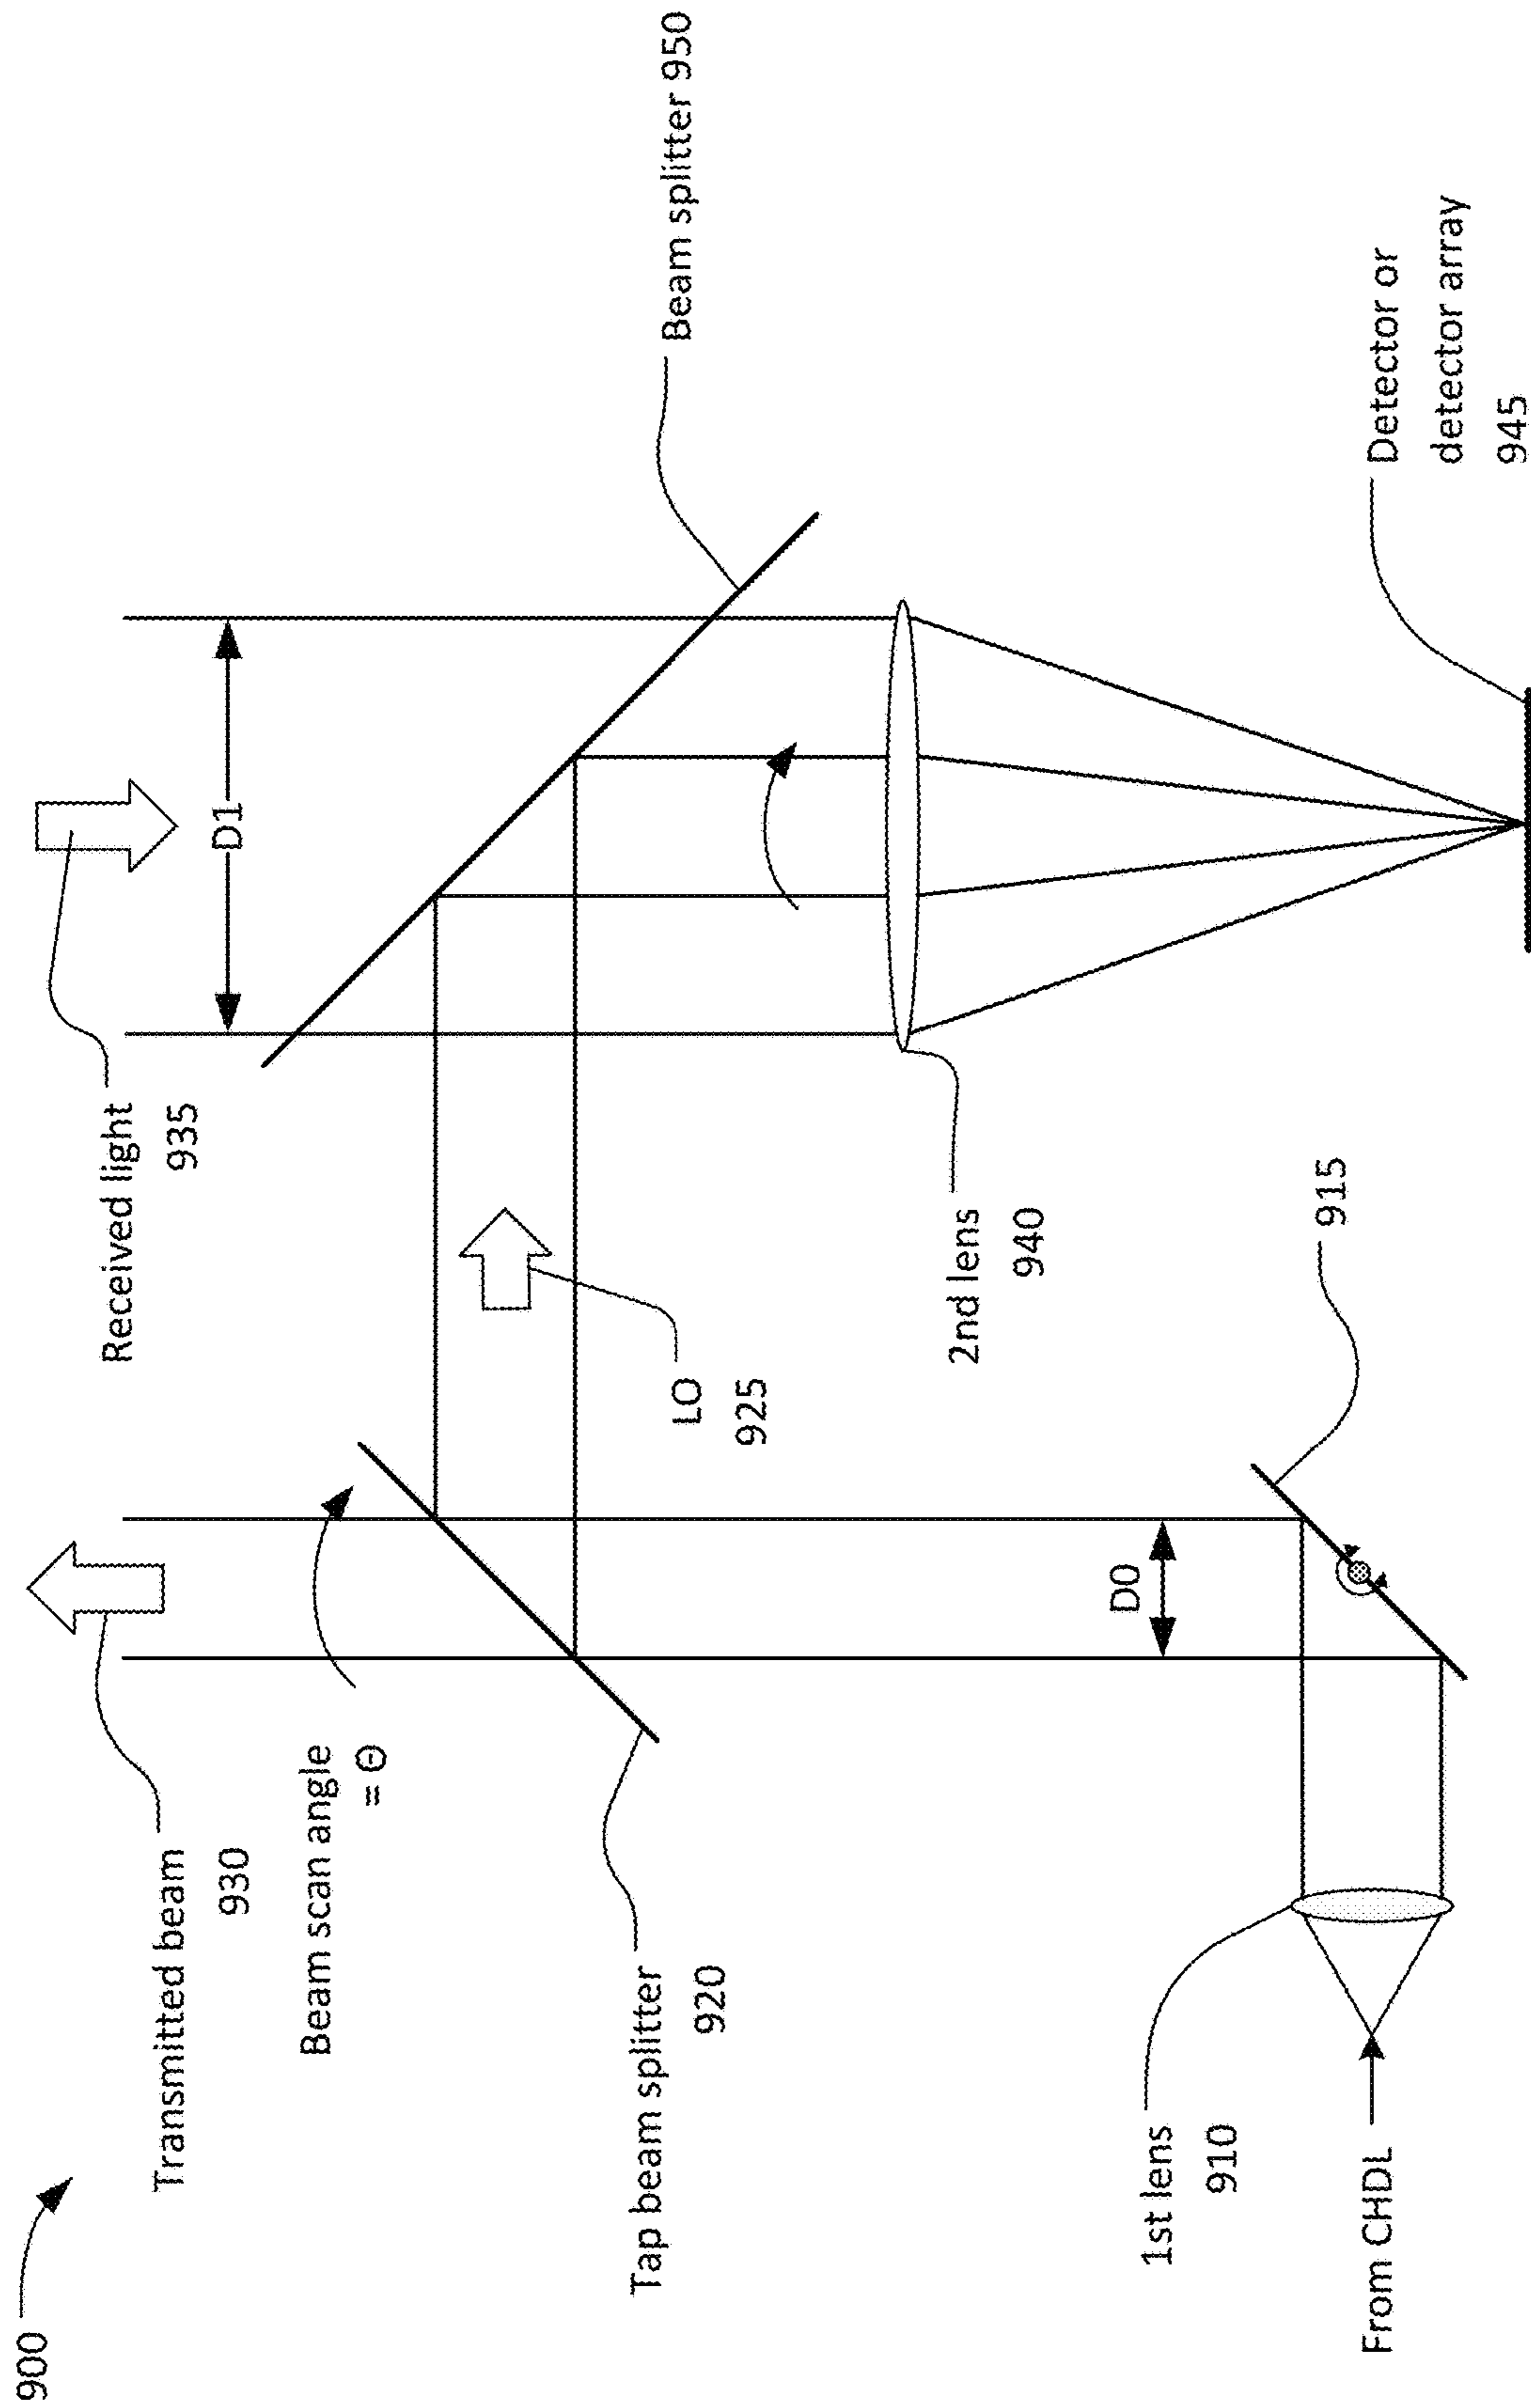 900
Transmitted beam
930
Beam scan angle
= Θ
Tap beam splitter
920
1st lens
910
From CHDL
D0
915
LO
925
Received light
935
D1
2nd lens
940
Beam splitter 950
Detector or
detector array
945